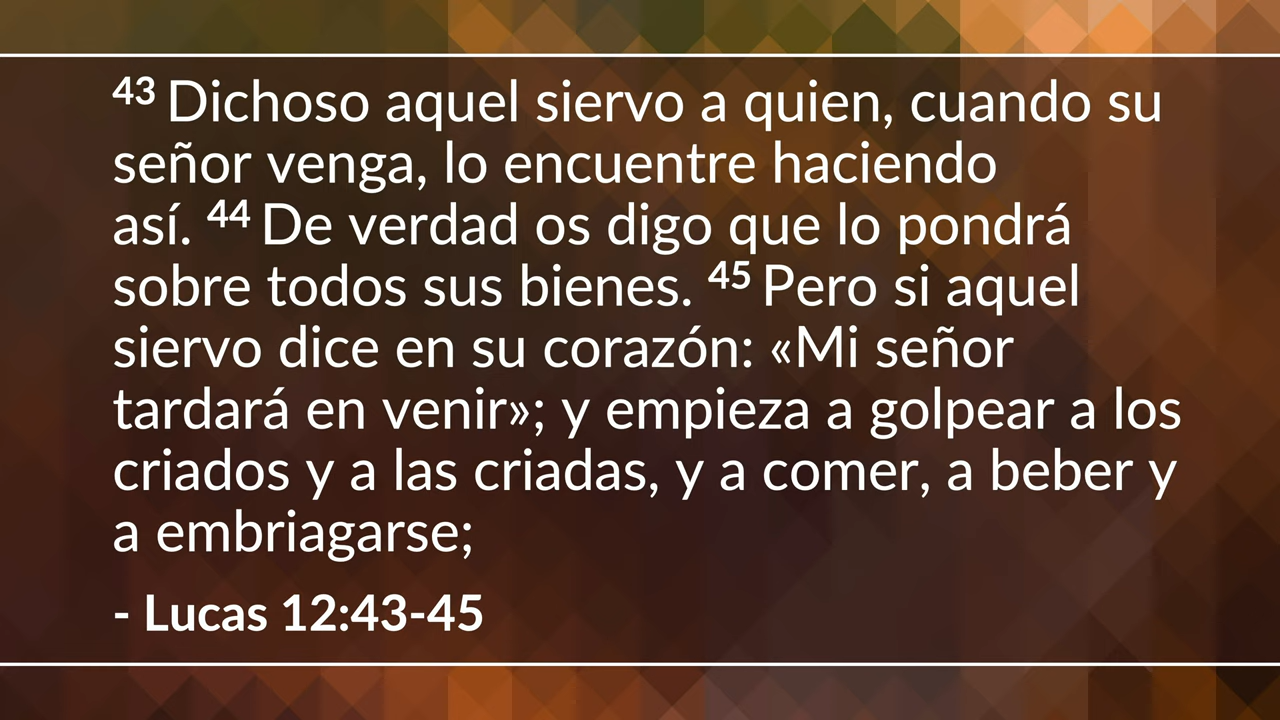 43 Dichoso aquel siervo a quien, cuando su
señor venga, lo encuentre haciendo
así. 44 De verdad os digo que lo pondrá
sobre todos sus bienes. 45 Pero si aquel
siervo dice en su corazón: «Mi señor
tardará en venir»; y empieza a golpear a los
criados y a las criadas, y a comer, a beber y
a embriagarse;
- Lucas 12:43-45